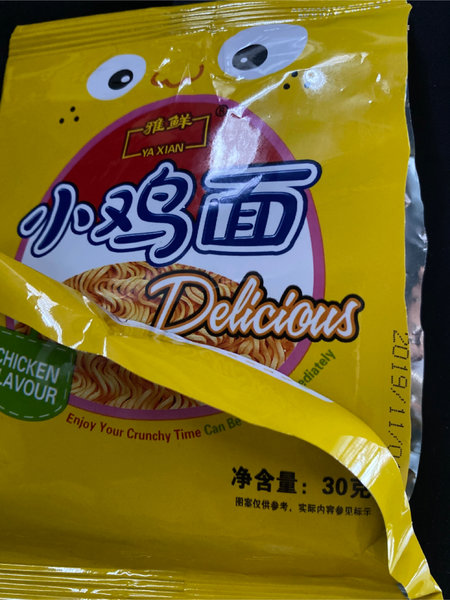 雅鲜
®
YA XIAN
小鸡面
Delicious
CHICKEN
FLAVOUR
Enjoy Your Crunchy Time Can Be
净含量：30克
图案仅供参考，实际内容参见标示
2019/11/0